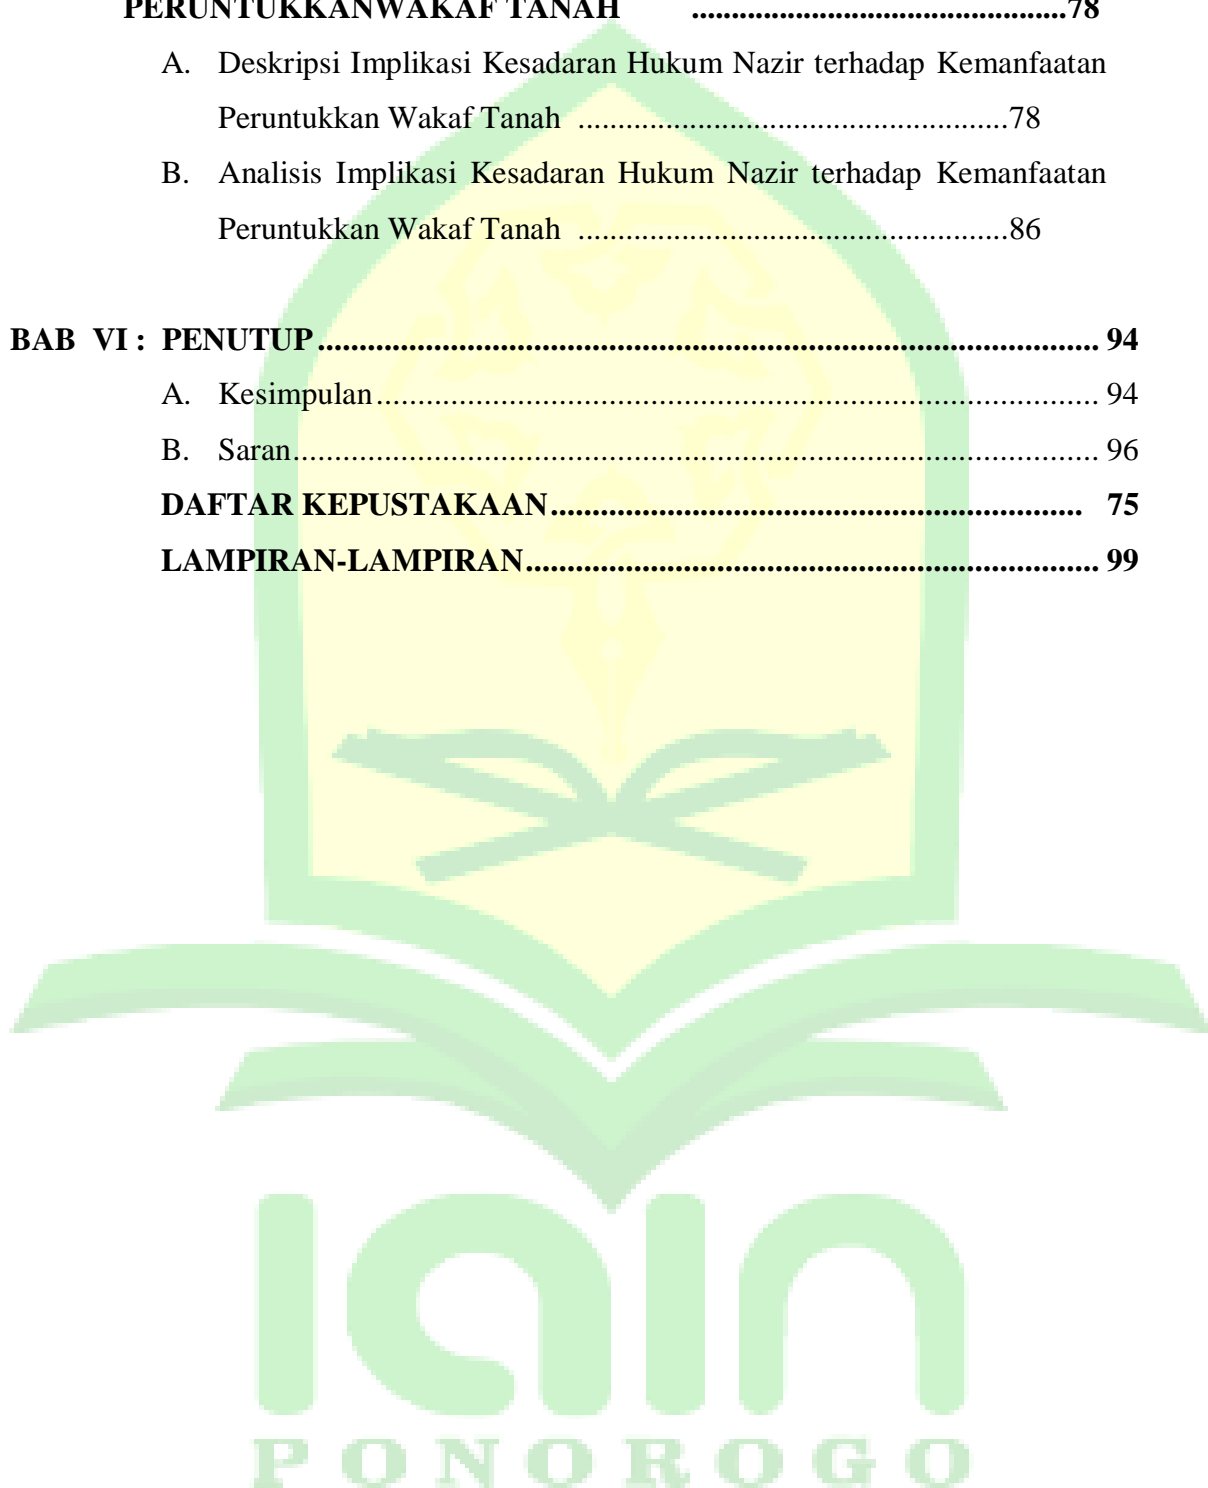 PERUNTUKKANWAKAF TANAH ...............................................78
A. Deskripsi Implikasi Kesadaran Hukum Nazir terhadap Kemanfaatan
Peruntukkan Wakaf Tanah ......................................................78
B. Analisis Implikasi Kesadaran Hukum Nazir terhadap Kemanfaatan
Peruntukkan Wakaf Tanah ......................................................86
BAB VI : PENUTUP............................................................................................... 94
A. Kesimpulan........................................................................................... 94
B. Saran..................................................................................................... 96
DAFTAR KEPUSTAKAAN................................................................ 75
LAMPIRAN-LAMPIRAN..................................................................... 99
iain
PONOROGO